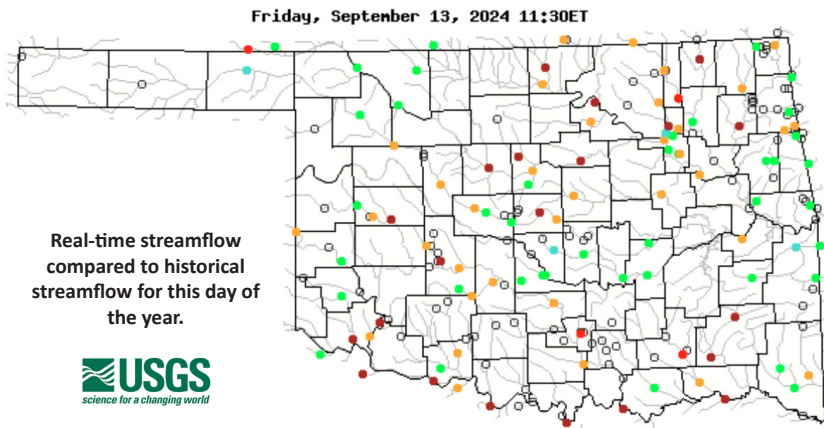 Friday, September 13, 2024 11:30ET
Real-time streamflow
compared to historical
streamflow for this day of
the year.
USGS
science for a changing world